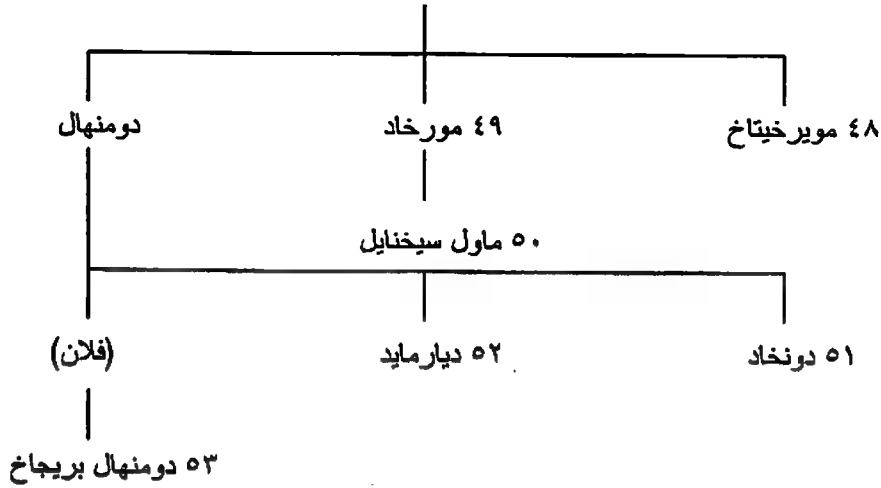 ٤٨ مويرخيتاخ ٤٩ مورخاد دومنهال
٥٠ ماول سيخنايل
٥١ دونخاد ٥٢ ديارمايد (فلان)
٥٣ دومنهال بريجاخ